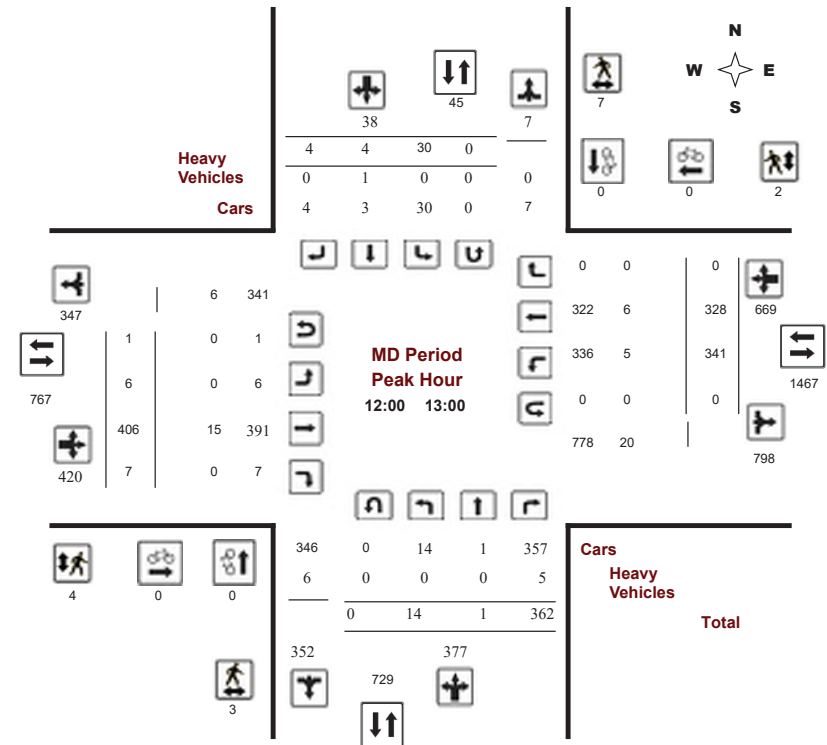 N
W E
S
45
7
38 7
4 4 30 0
Heavy
Vehicles
0 1 0 0 0
Cars
4 3 30 0 7
0 0 2
347
6 341
0 0 0
322 6 328 669
767
1 0 1
MD Period
Peak Hour
12:00 13:00
336 5 341
1467
6 0 6
0 0 0
406 15 391
778 20
798
420
7 0 7
346 0 14 1 357 Cars
6 0 0 0 5 Heavy
Vehicles
0 14 1 362 Total
4 0 0
352 377
729
3